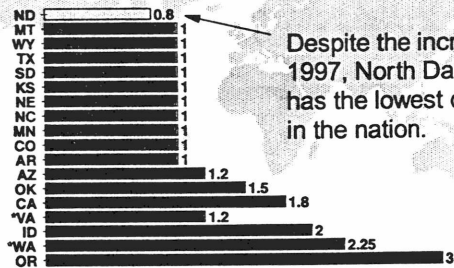 ND 0.8
MT 1
WY 1
TX 1
SD 1
KS 1
NE 1
NC 1
MN 1
CO 1
AR 1
AZ 1.2
OK 1.5
CA 1.8
*VA 1.2
ID 2
*WA 2.25
OR 3
Despite the incr
1997, North Da
has the lowest
in the nation.